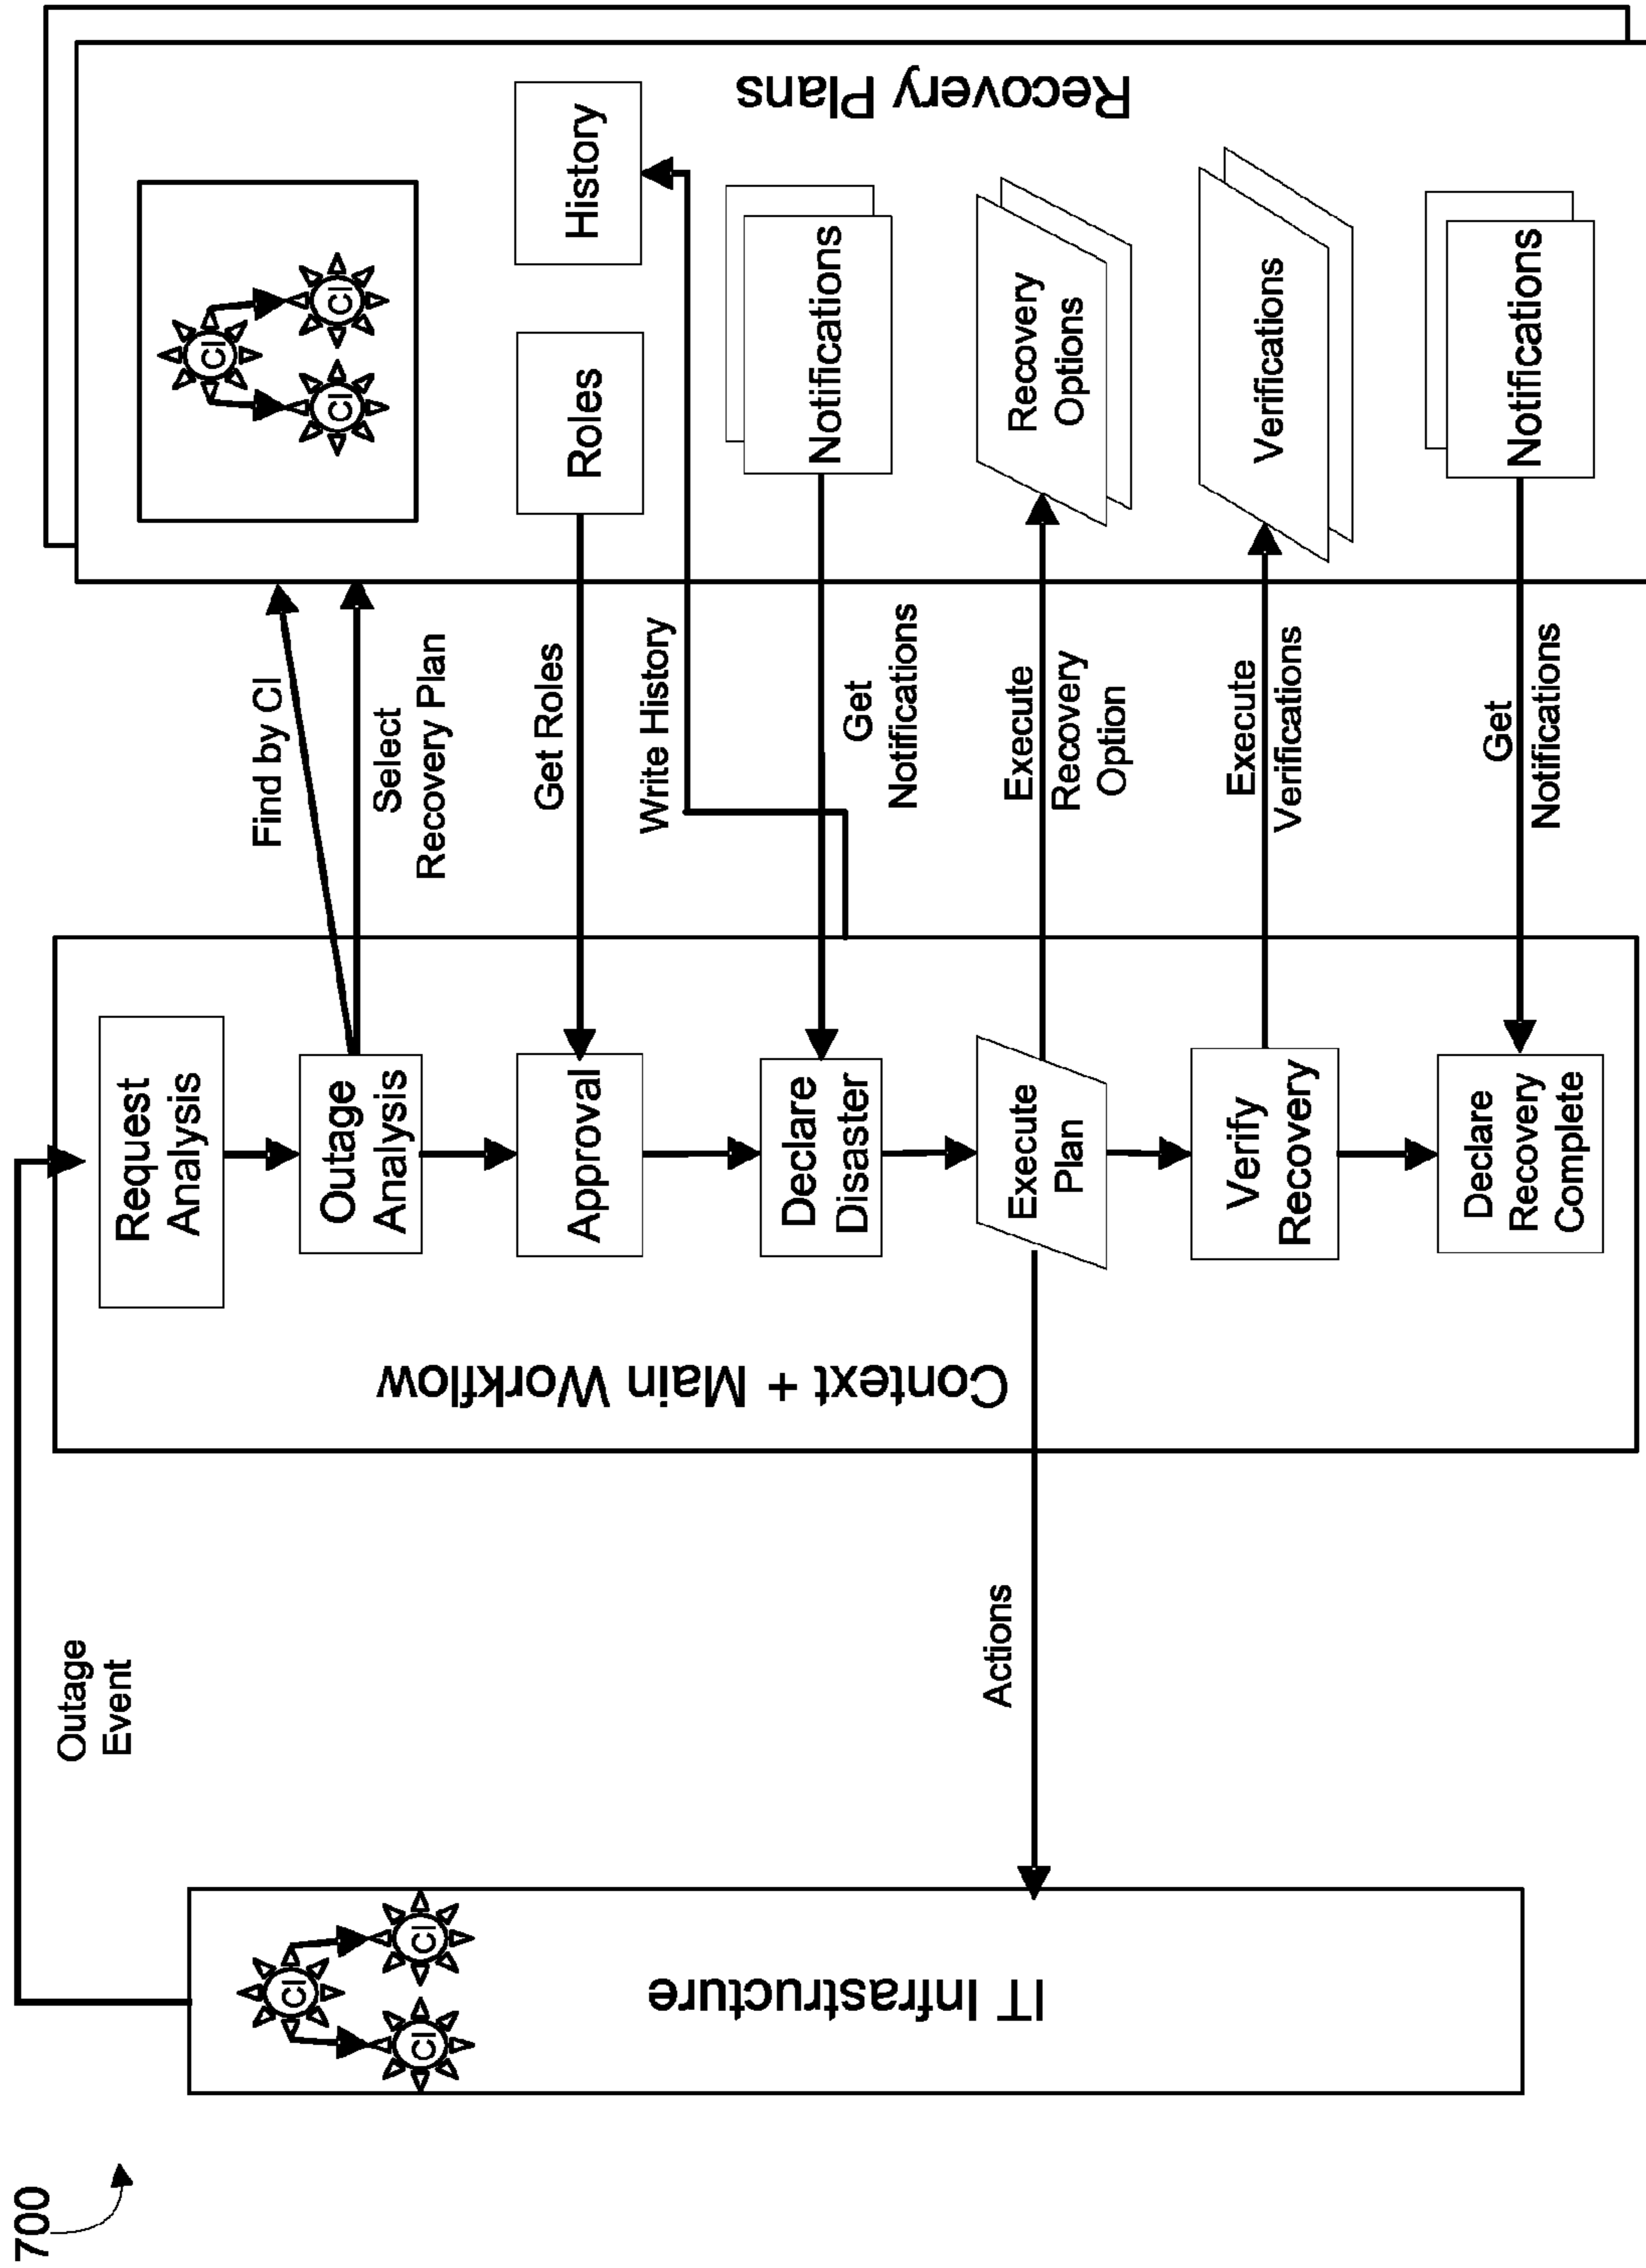 700
Outage
Event
IT Infrastructure
CI
CI
CI
Actions
Context + Main Workflow
Request
Analysis
Outage
Analysis
Approval
Declare
Disaster
Execute
Plan
Verify
Recovery
Declare
Recovery
Complete
Find by CI
Select
Recovery Plan
Get Roles
Write History
Get
Notifications
Execute
Recovery
Option
Execute
Verifications
Get
Notifications
Recovery Plans
CI
CI
CI
Roles
History
Notifications
Recovery
Options
Verifications
Notifications